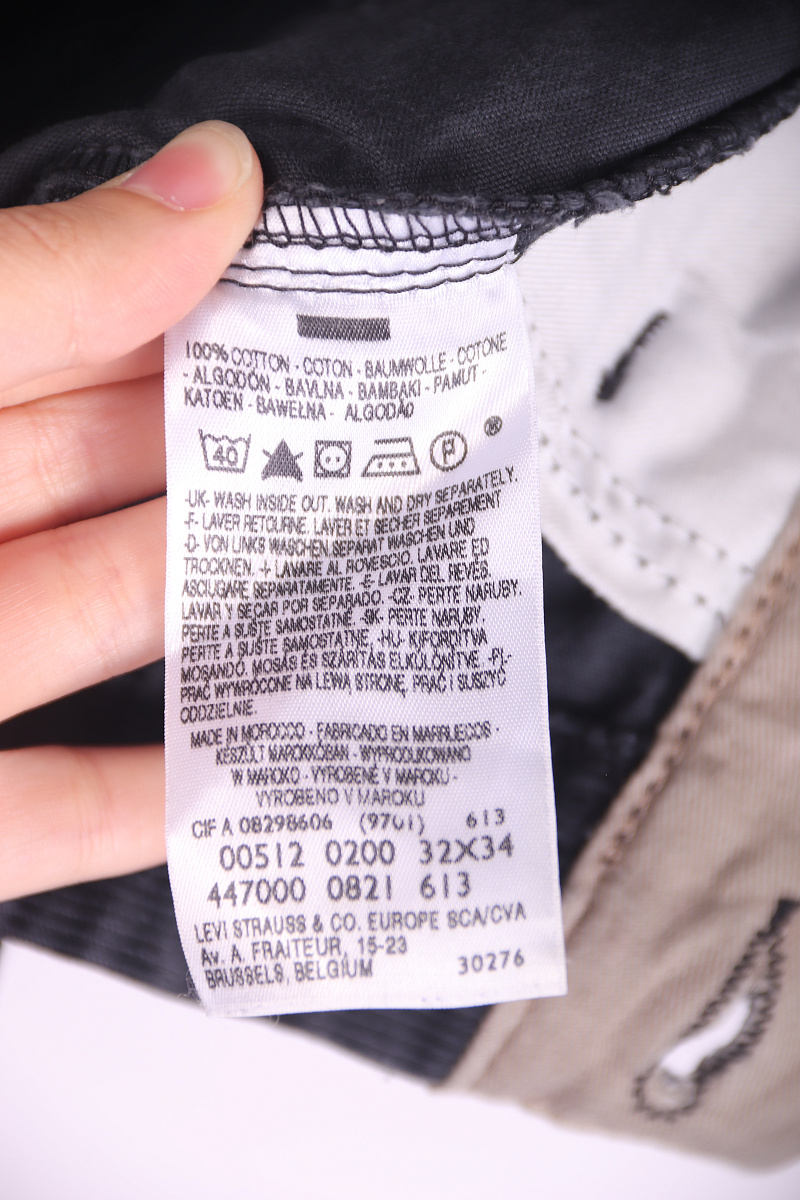 100% COTTON - COTON - BAUMWOLLE - COTONE
- ALGODÓN - BAVLNA - BAMBAKI - PAMUT -
KATOEN - BAWEŁNA - ALGODÃO
40 P ®
-UK- WASH INSIDE OUT. WASH AND DRY SEPARATELY.
-F- LAVER RETOURNE. LAVER ET SECHER SEPAREMENT
-D- VON LINKS WASCHEN. SEPARAT WASCHEN UND
TROCKNEN. -I- LAVARE AL ROVESCIO. LAVARE ED
ASCIUGARE SEPARATAMENTE. -E- LAVAR DEL REVÉS.
LAVAR Y SECAR POR SEPARADO. -CZ- PERTE NARUBY.
PERTE A SUŠTE SAMOSTATNĚ. -SK- PERTE NARUBY.
PERTE A SUŠTE SAMOSTATNE. -HU- KIFORDÍTVA
MOSANDÓ. MOSÁS ÉS SZÁRÍTÁS ELKÜLÖNÍTVE. -PL-
PRAĆ WYWRÓCONE NA LEWĄ STRONĘ. PRAĆ I SUSZYĆ
ODDZIELNIE.
MADE IN MOROCCO - FABRICADO EN MARRUECOS -
KÉSZÜLT MAROKKÓBAN - WYPRODUKOWANO
W MAROKO - VYROBENÉ V MAROKU -
VYROBENO V MAROKU
CIF A 08298606 (9701) 613
00512 0200 32X34
447000 0821 613
LEVI STRAUSS & CO. EUROPE SCA/CVA
Av. A. FRAITEUR, 15-23
BRUSSELS, BELGIUM 30276